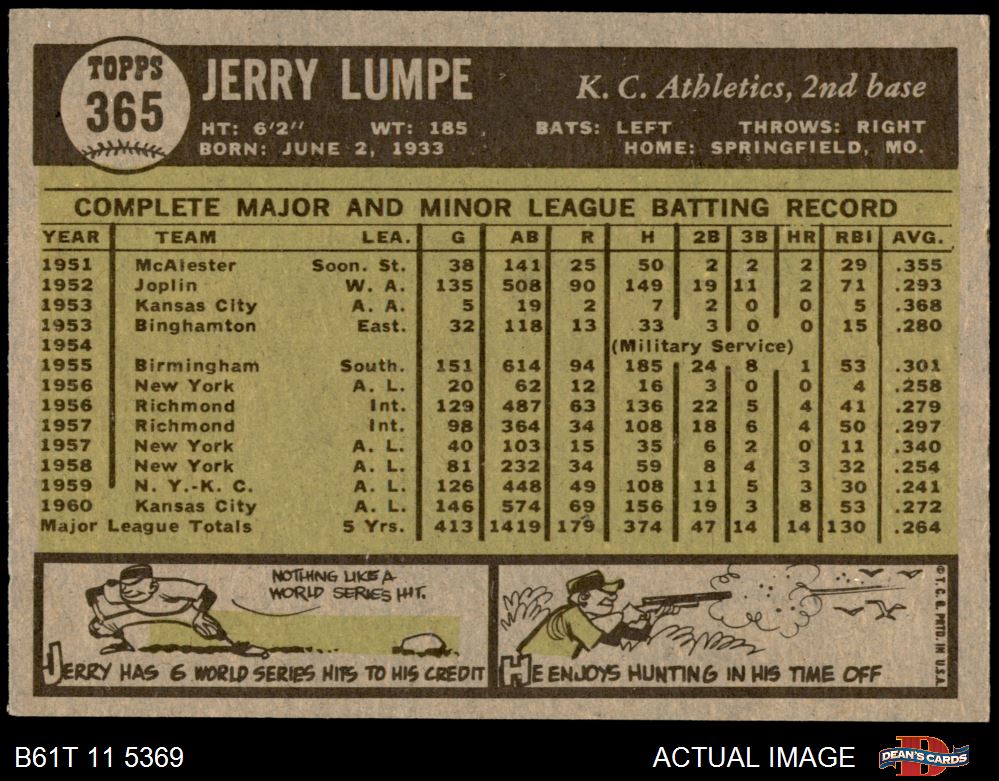 TOPPS
365
JERRY LUMPE
K. C. Athletics, 2nd base
HT: 6'2" WT: 185 BATS: LEFT THROWS: RIGHT
BORN: JUNE 2, 1933 HOME: SPRINGFIELD, MO.
COMPLETE MAJOR AND MINOR LEAGUE BATTING RECORD
YEAR TEAM LEA. G AB R H 2B 3B HR RBI AVG.
1951 McAlester Soon. St. 38 141 25 50 2 2 2 29 .355
1952 Joplin W. A. 135 508 90 149 19 11 2 71 .293
1953 Kansas City A. A. 5 19 2 7 2 0 0 5 .368
1953 Binghamton East. 32 118 13 33 3 0 0 15 .280
1954 (Military Service)
1955 Birmingham South. 151 614 94 185 24 8 1 53 .301
1956 New York A. L. 20 62 12 16 3 0 0 4 .258
1956 Richmond Int. 129 487 63 136 22 5 4 41 .279
1957 Richmond Int. 98 364 34 108 18 6 4 50 .297
1957 New York A. L. 40 103 15 35 6 2 0 11 .340
1958 New York A. L. 81 232 34 59 8 4 3 32 .254
1959 N. Y.-K. C. A. L. 126 448 49 108 11 5 3 30 .241
1960 Kansas City A. L. 146 574 69 156 19 3 8 53 .272
Major League Totals 5 Yrs. 413 1419 179 374 47 14 14 130 .264
NOTHING LIKE A
WORLD SERIES HIT.
JERRY HAS 6 WORLD SERIES HITS TO HIS CREDIT
HE ENJOYS HUNTING IN HIS TIME OFF
© T. C. G. PRTD. IN U.S.A.
B61T 11 5369
ACTUAL IMAGE
DEAN'S CARDS